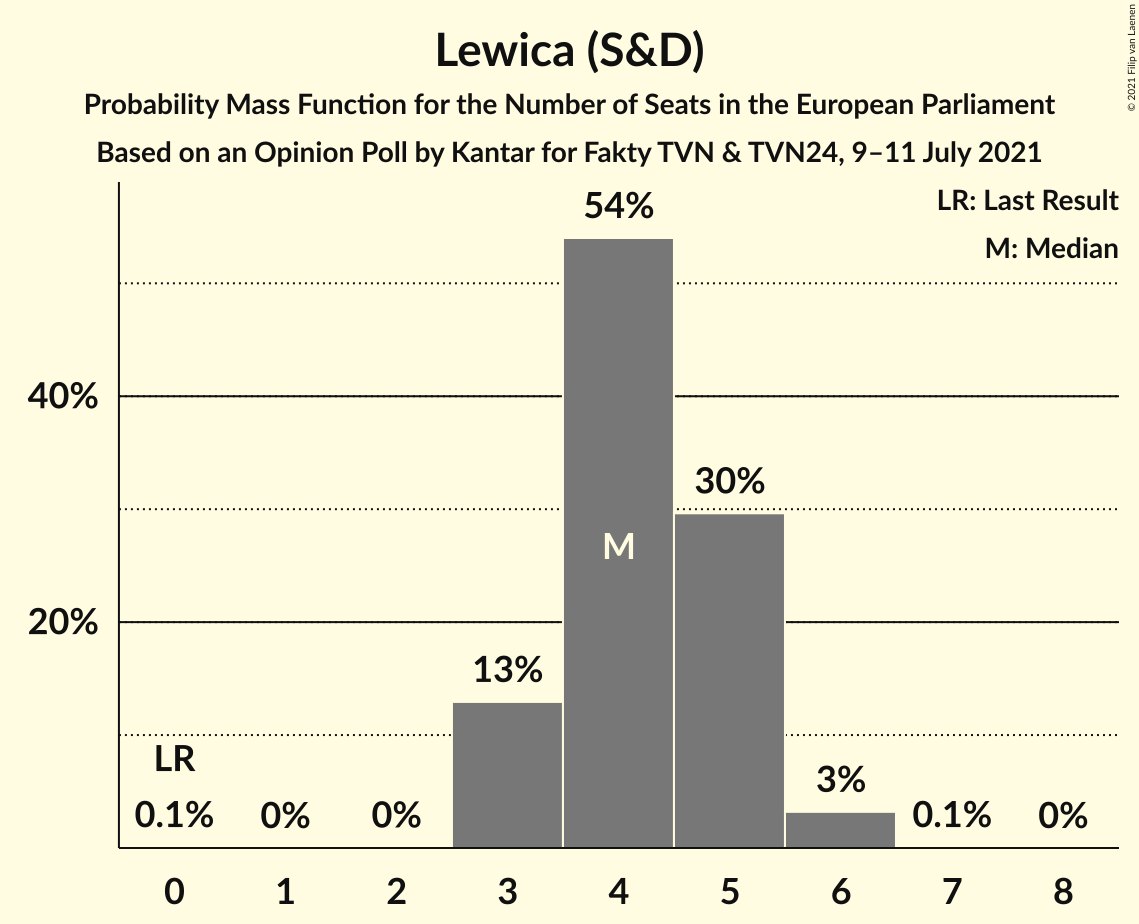 Lewica (S&D)
Probability Mass Function for the Number of Seats in the European Parliament
Based on an Opinion Poll by Kantar for Fakty TVN & TVN24, 9–11 July 2021
© 2021 Filip van Laenen
LR: Last Result
M: Median
54%
40%
30%
M
20%
13%
LR
3%
0.1% 0% 0% 0.1% 0%
0 1 2 3 4 5 6 7 8